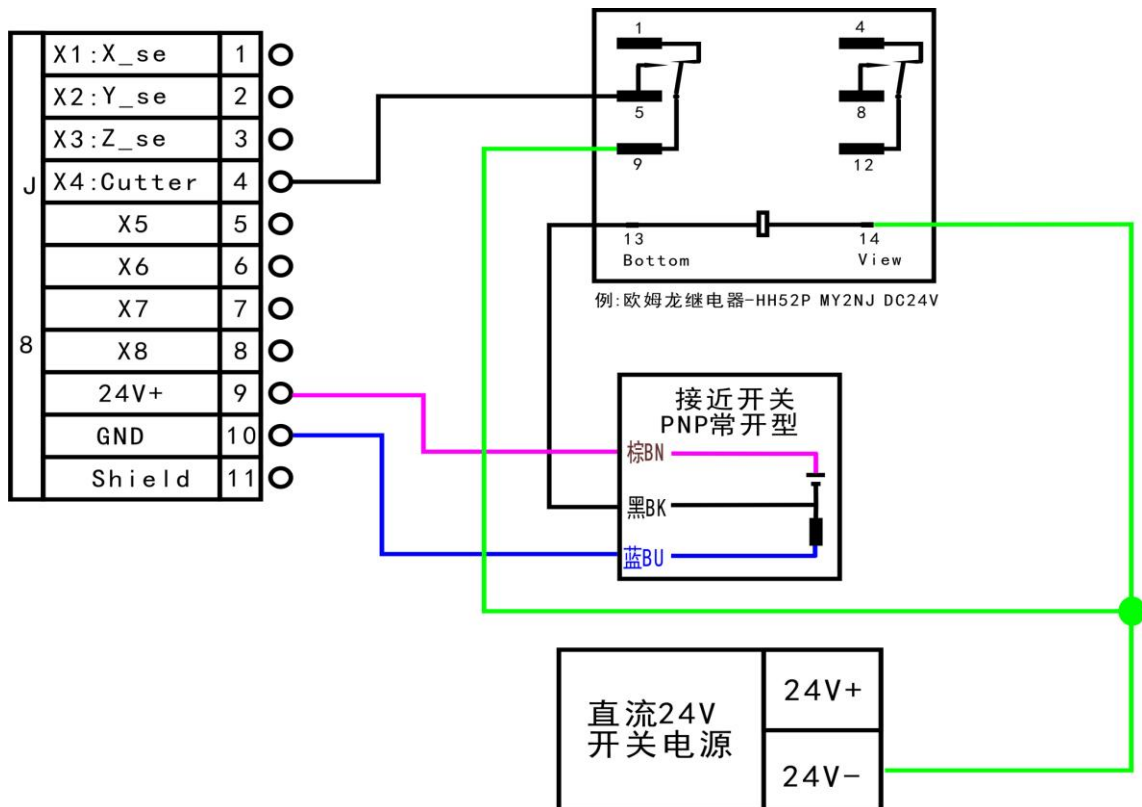 J
8
X1:X_se 1
X2:Y_se 2
X3:Z_se 3
X4:Cutter 4
X5 5
X6 6
X7 7
X8 8
24V+ 9
GND 10
Shield 11
1 4
5 8
9 12
13 14
Bottom View
例:欧姆龙继电器-HH52P MY2NJ DC24V
接近开关
PNP常开型
棕BN
黑BK
蓝BU
直流24V
开关电源
24V+
24V-